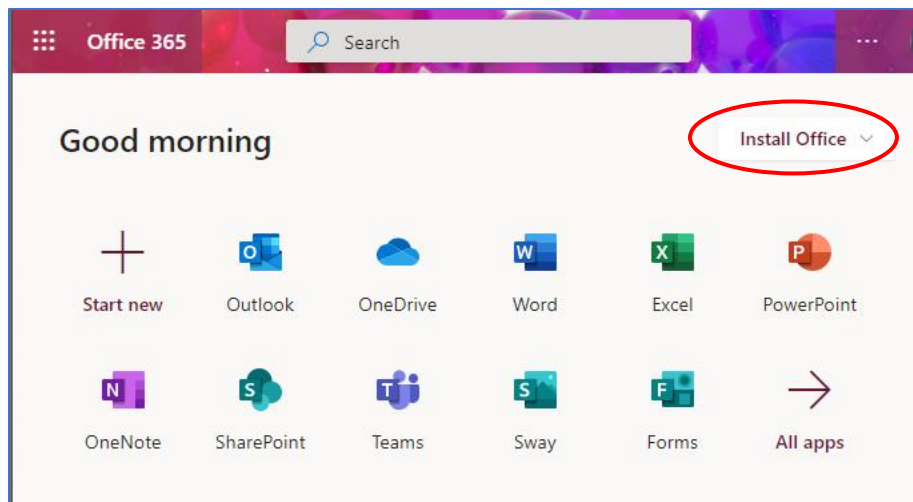 Office 365
Search
Good morning
Install Office
Start new
Outlook
OneDrive
Word
Excel
PowerPoint
OneNote
SharePoint
Teams
Sway
Forms
All apps